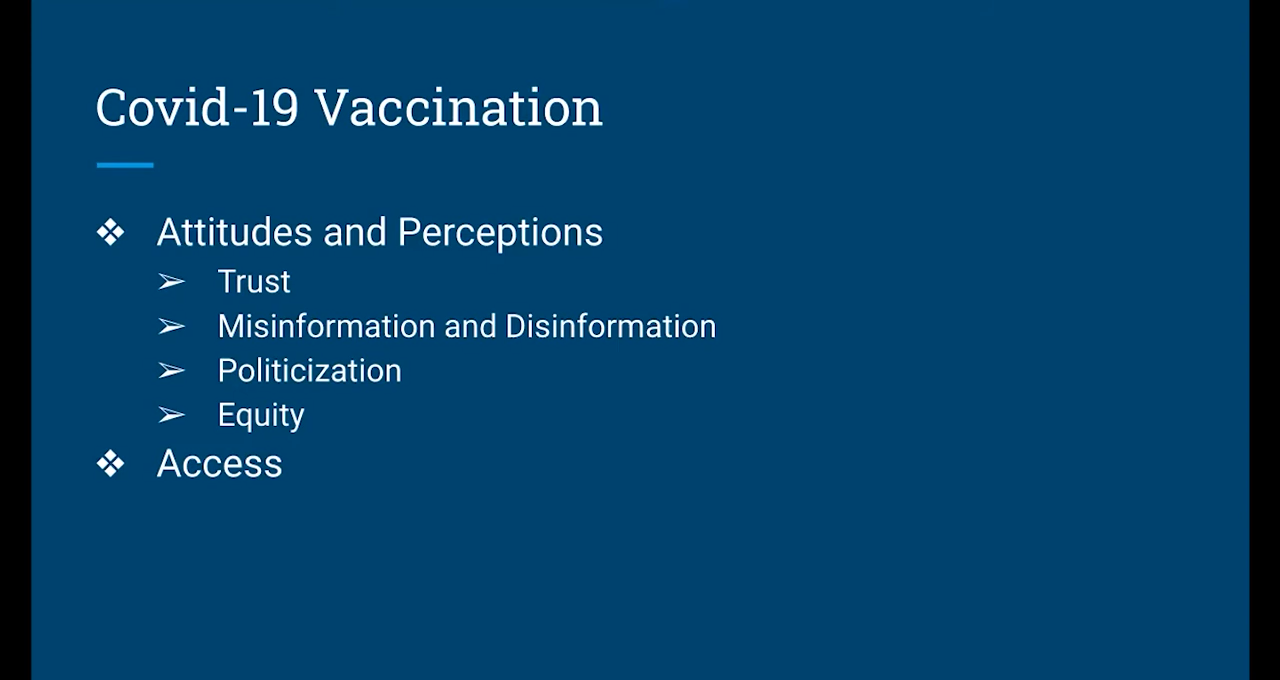 Covid-19 Vaccination
❖ Attitudes and Perceptions
➢ Trust
➢ Misinformation and Disinformation
➢ Politicization
➢ Equity
❖ Access